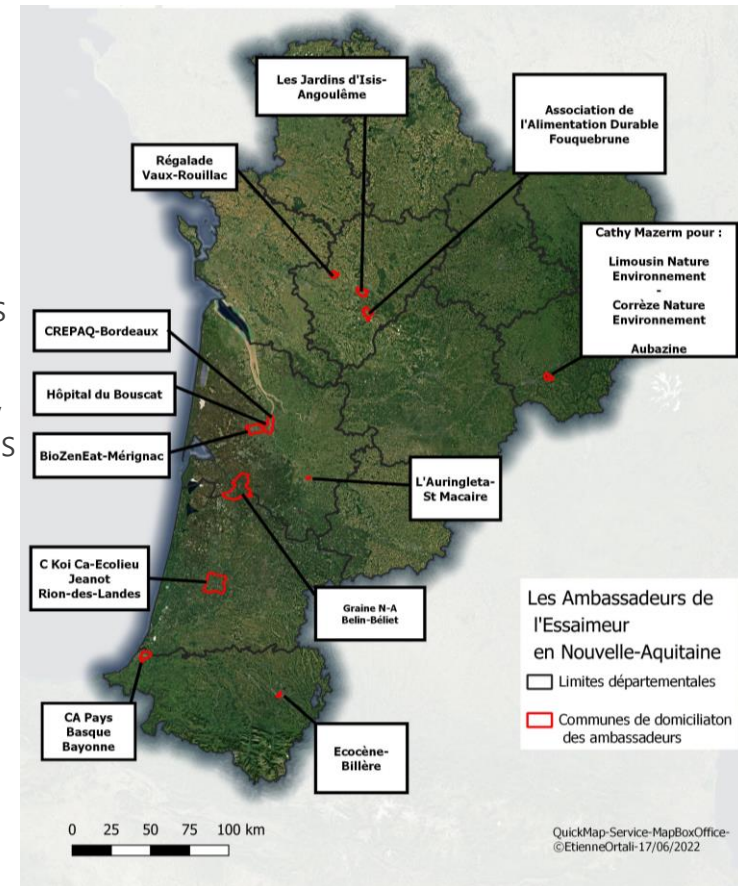 Les Jardins d'Isis-
Angoulême
Association de
l'Alimentation Durable
Fouquebrune
Régalade
Vaux-Rouillac
Cathy Mazerm pour :
Limousin Nature
Environnement
-
Corrèze Nature
Environnement
Aubazine
CREPAQ-Bordeaux
Hôpital du Bouscat
BioZenEat-Mérignac
L'Auringleta-
St Macaire
C Koi Ca-Ecolieu
Jeanot
Rion-des-Landes
Graine N-A
Belin-Béliet
CA Pays
Basque
Bayonne
Ecocène-
Billère
Les Ambassadeurs de
l'Essaimeur
en Nouvelle-Aquitaine
Limites départementales
Communes de domiciliaton
des ambassadeurs
0 25 50 75 100 km
QuickMap-Service-MapBoxOffice-
©EtienneOrtali-17/06/2022